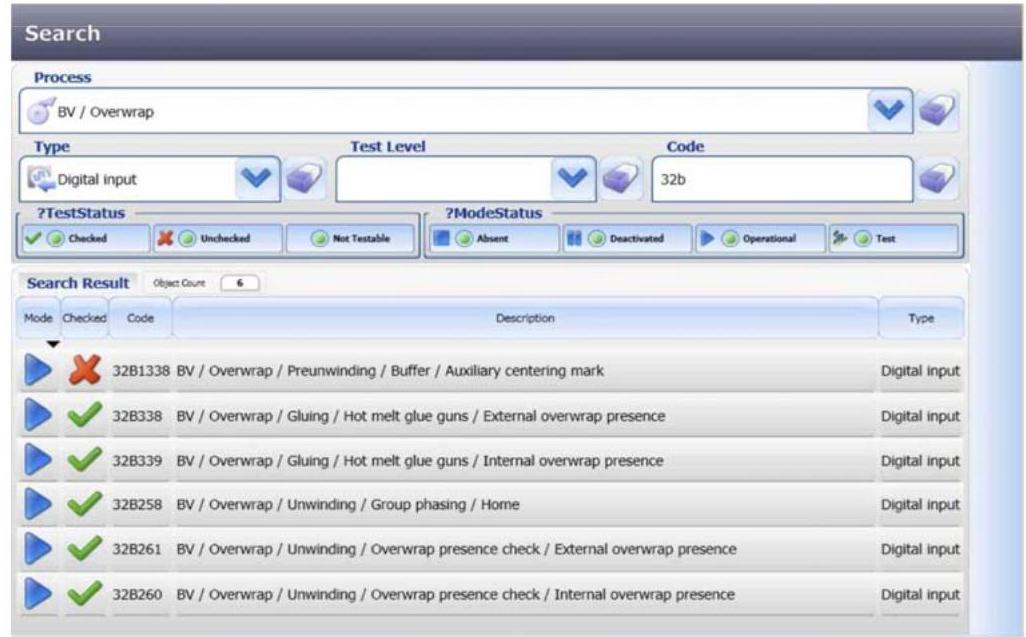 Search
Process
BV / Overwrap
Type Test Level Code
Digital input 32b
?TestStatus ?ModeStatus
Checked Unchecked Not Testable Absent Deactivated Operational Test
Search Result Object Count 6
Mode Checked Code Description Type
32B1338 BV / Overwrap / Preunwinding / Buffer / Auxiliary centering mark Digital input
32B338 BV / Overwrap / Gluing / Hot melt glue guns / External overwrap presence Digital input
32B339 BV / Overwrap / Gluing / Hot melt glue guns / Internal overwrap presence Digital input
32B258 BV / Overwrap / Unwinding / Group phasing / Home Digital input
32B261 BV / Overwrap / Unwinding / Overwrap presence check / External overwrap presence Digital input
32B260 BV / Overwrap / Unwinding / Overwrap presence check / Internal overwrap presence Digital input